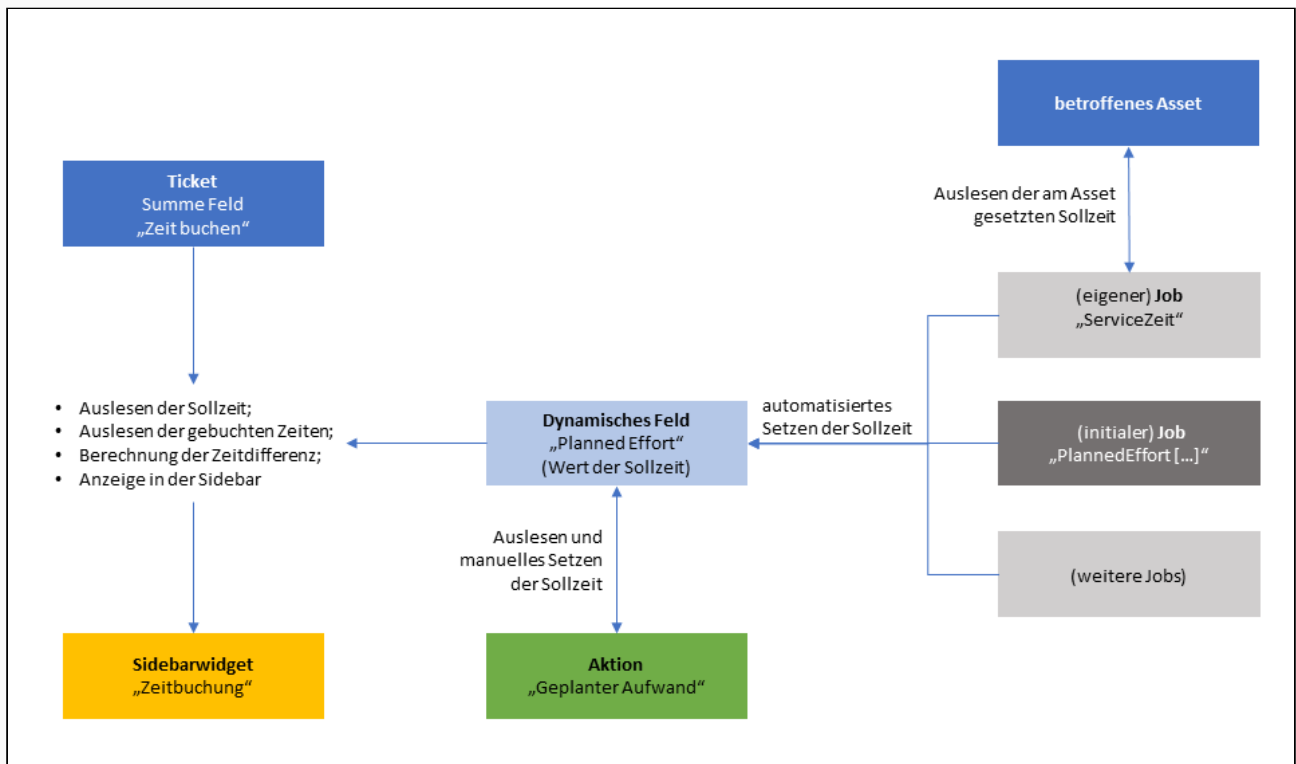 betroffenes Asset
Auslesen der am Asset
gesetzten Sollzeit
Ticket
Summe Feld
„Zeit buchen“
(eigener) Job
„ServiceZeit“
• Auslesen der Sollzeit;
• Auslesen der gebuchten Zeiten;
• Berechnung der Zeitdifferenz;
• Anzeige in der Sidebar
Dynamisches Feld
„Planned Effort“
(Wert der Sollzeit)
automatisiertes
Setzen der Sollzeit
(initialer) Job
„PlannedEffort […]“
Auslesen und
manuelles Setzen
der Sollzeit
(weitere Jobs)
Sidebarwidget
„Zeitbuchung“
Aktion
„Geplanter Aufwand“